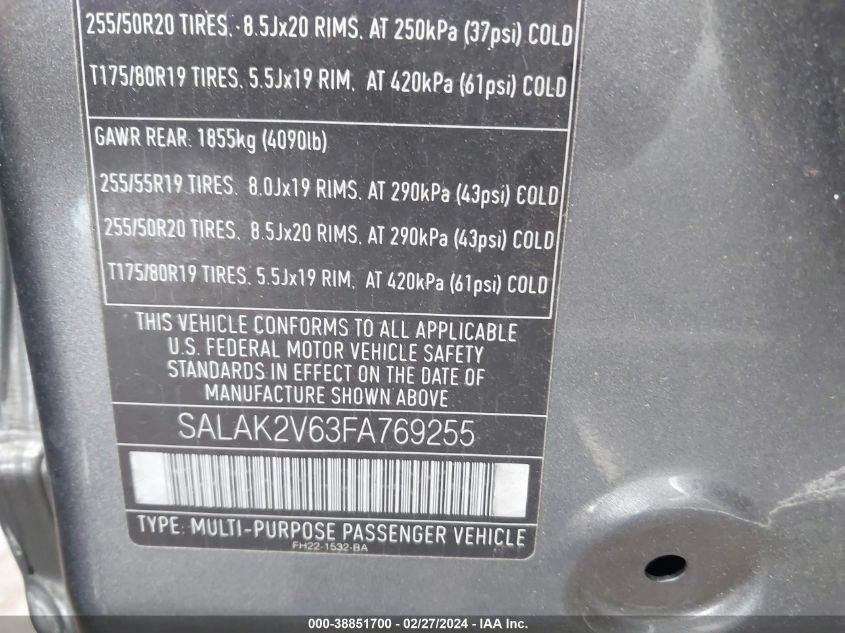 255/50R20 TIRES. 8.5Jx20 RIMS. AT 250kPa (37psi) COLD
T175/80R19 TIRES. 5.5Jx19 RIM. AT 420kPa (61psi) COLD
GAWR REAR: 1855kg (4090lb)
255/55R19 TIRES. 8.0Jx19 RIMS. AT 290kPa (43psi) COLD
255/50R20 TIRES. 8.5Jx20 RIMS. AT 290kPa (43psi) COLD
T175/80R19 TIRES. 5.5Jx19 RIM. AT 420kPa (61psi) COLD
THIS VEHICLE CONFORMS TO ALL APPLICABLE
U.S. FEDERAL MOTOR VEHICLE SAFETY
STANDARDS IN EFFECT ON THE DATE OF
MANUFACTURE SHOWN ABOVE
SALAK2V63FA769255
TYPE: MULTI-PURPOSE PASSENGER VEHICLE
FH22-1532-BA
000-38851700 - 02/27/2024 - IAA Inc.